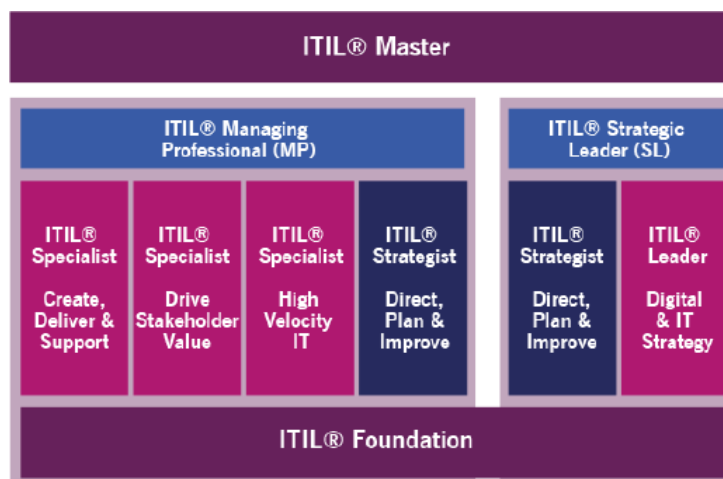 ITIL® Master
ITIL® Managing
Professional (MP)
ITIL® Strategic
Leader (SL)
ITIL®
Specialist
Create,
Deliver &
Support
ITIL®
Specialist
Drive
Stakeholder
Value
ITIL®
Specialist
High
Velocity
IT
ITIL®
Strategist
Direct,
Plan &
Improve
ITIL®
Strategist
Direct,
Plan &
Improve
ITIL®
Leader
Digital
& IT
Strategy
ITIL® Foundation